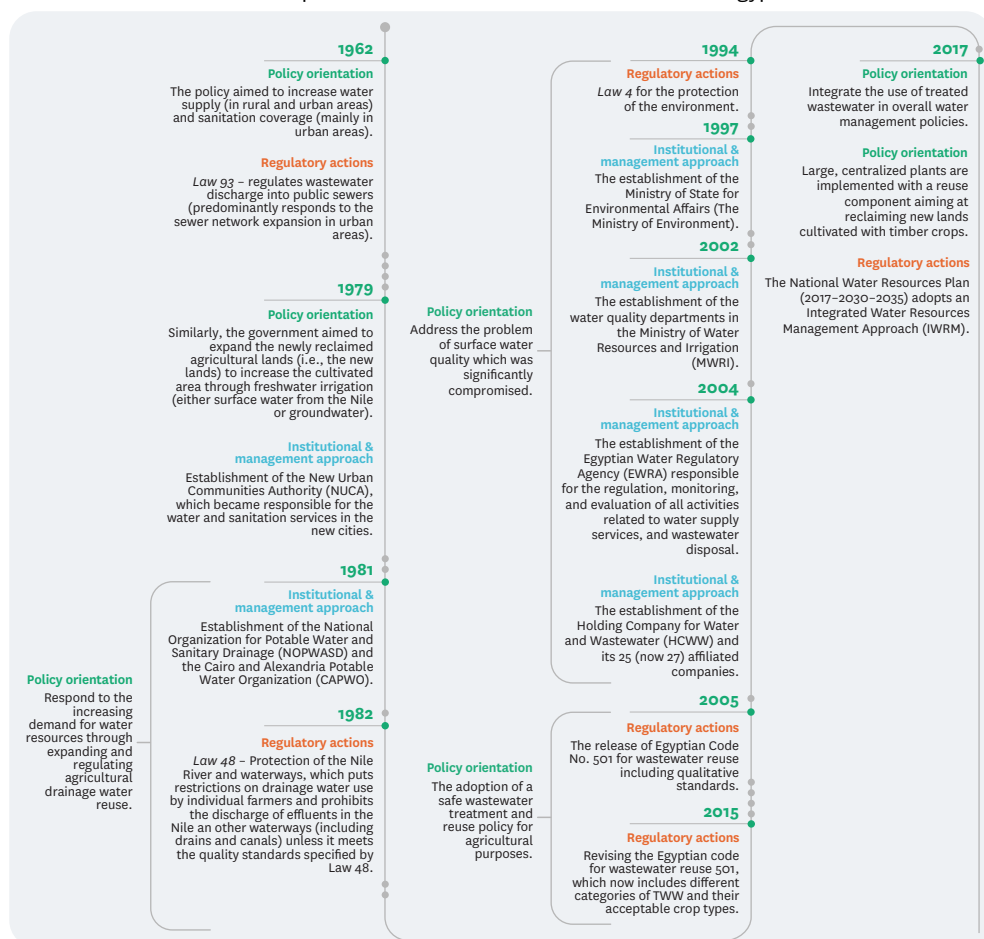 1962
Policy orientation
The policy aimed to increase water
supply (in rural and urban areas)
and sanitation coverage (mainly in
urban areas).
Regulatory actions
Law 93 – regulates wastewater
discharge into public sewers
(predominantly responds to the
sewer network expansion in urban
areas).
1979
Policy orientation
Similarly, the government aimed to
expand the newly reclaimed
agricultural lands (i.e., the new
lands) to increase the cultivated
area through freshwater irrigation
(either surface water from the Nile
or groundwater).
Institutional &
management approach
Establishment of the New Urban
Communities Authority (NUCA),
which became responsible for the
water and sanitation services in the
new cities.
Policy orientation
Respond to the
increasing
demand for water
resources through
expanding and
regulating
agricultural
drainage water
reuse.
1981
Institutional &
management approach
Establishment of the National
Organization for Potable Water and
Sanitary Drainage (NOPWASD) and
the Cairo and Alexandria Potable
Water Organization (CAPWO).
1982
Regulatory actions
Law 48 – Protection of the Nile
River and waterways, which puts
restrictions on drainage water use
by individual farmers and prohibits
the discharge of effluents in the
Nile an other waterways (including
drains and canals) unless it meets
the quality standards specified by
Law 48.
Policy orientation
Address the problem
of surface water
quality which was
significantly
compromised.
1994
Regulatory actions
Law 4 for the protection
of the environment.
1997
Institutional &
management approach
The establishment of the
Ministry of State for
Environmental Affairs (The
Ministry of Environment).
2002
Institutional &
management approach
The establishment of the
water quality departments in
the Ministry of Water
Resources and Irrigation
(MWRI).
2004
Institutional &
management approach
The establishment of the
Egyptian Water Regulatory
Agency (EWRA) responsible
for the regulation, monitoring,
and evaluation of all activities
related to water supply
services, and wastewater
disposal.
Institutional &
management approach
The establishment of the
Holding Company for Water
and Wastewater (HCWW) and
its 25 (now 27) affiliated
companies.
Policy orientation
The adoption of a
safe wastewater
treatment and
reuse policy for
agricultural
purposes.
2005
Regulatory actions
The release of Egyptian Code
No. 501 for wastewater reuse
including qualitative
standards.
2015
Regulatory actions
Revising the Egyptian code
for wastewater reuse 501,
which now includes different
categories of TWW and their
acceptable crop types.
2017
Policy orientation
Integrate the use of treated
wastewater in overall water
management policies.
Policy orientation
Large, centralized plants are
implemented with a reuse
component aiming at
reclaiming new lands
cultivated with timber crops.
Regulatory actions
The National Water Resources Plan
(2017–2030–2035) adopts an
Integrated Water Resources
Management Approach (IWRM).